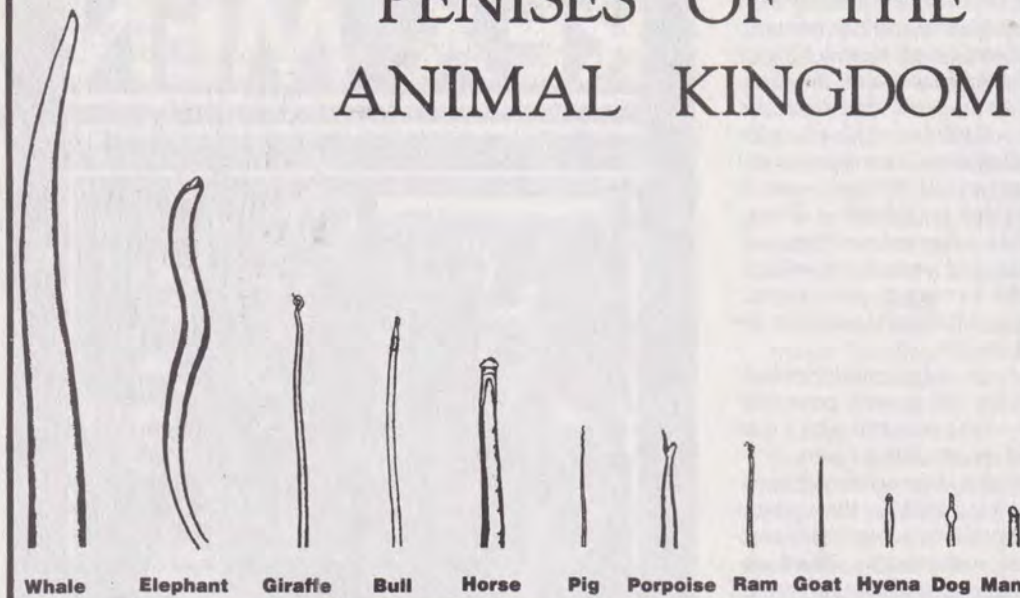 PENISES OF THE
ANIMAL KINGDOM
Whale Elephant Giraffe Bull Horse Pig Porpoise Ram Goat Hyena Dog Man